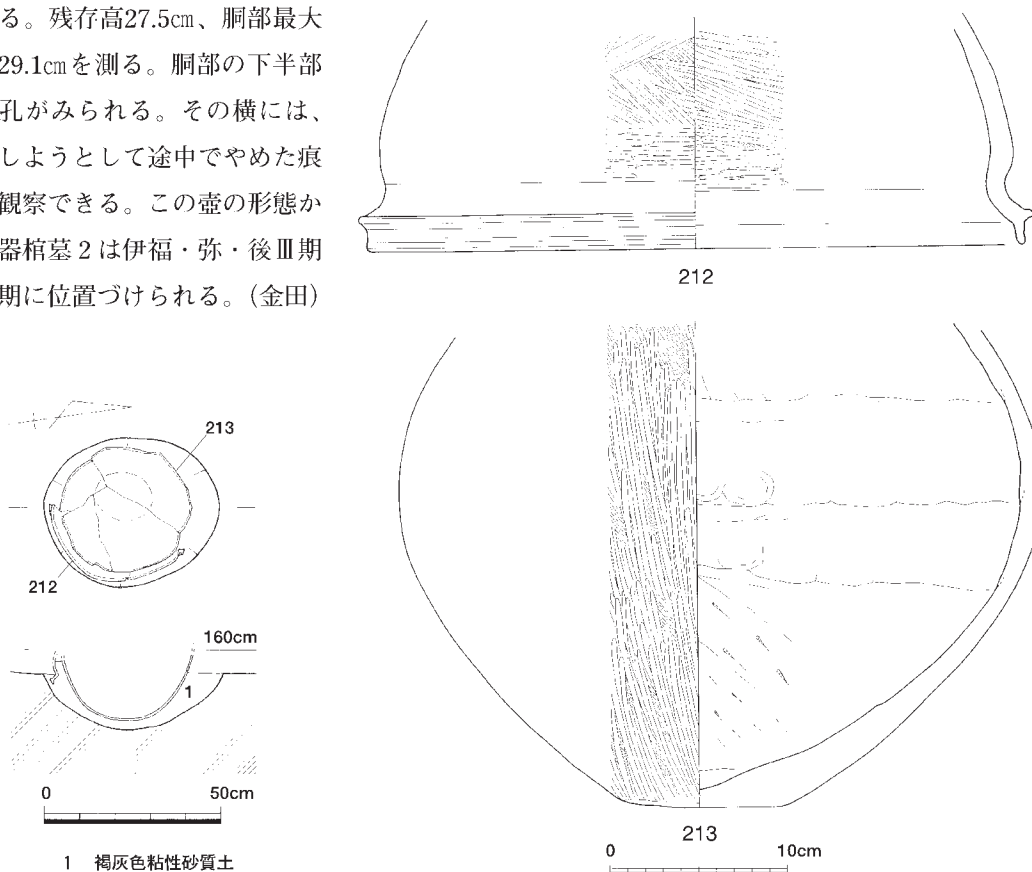 る。残存高27.5㎝、胴部最大
29.1㎝を測る。胴部の下半部
孔がみられる。その横には、
しようとして途中でやめた痕
観察できる。この壺の形態か
器棺墓2は伊福・弥・後Ⅲ期
期に位置づけられる。(金田)
212
213
212
160cm
1
0 50cm
1 褐灰色粘性砂質土
213
0 10cm